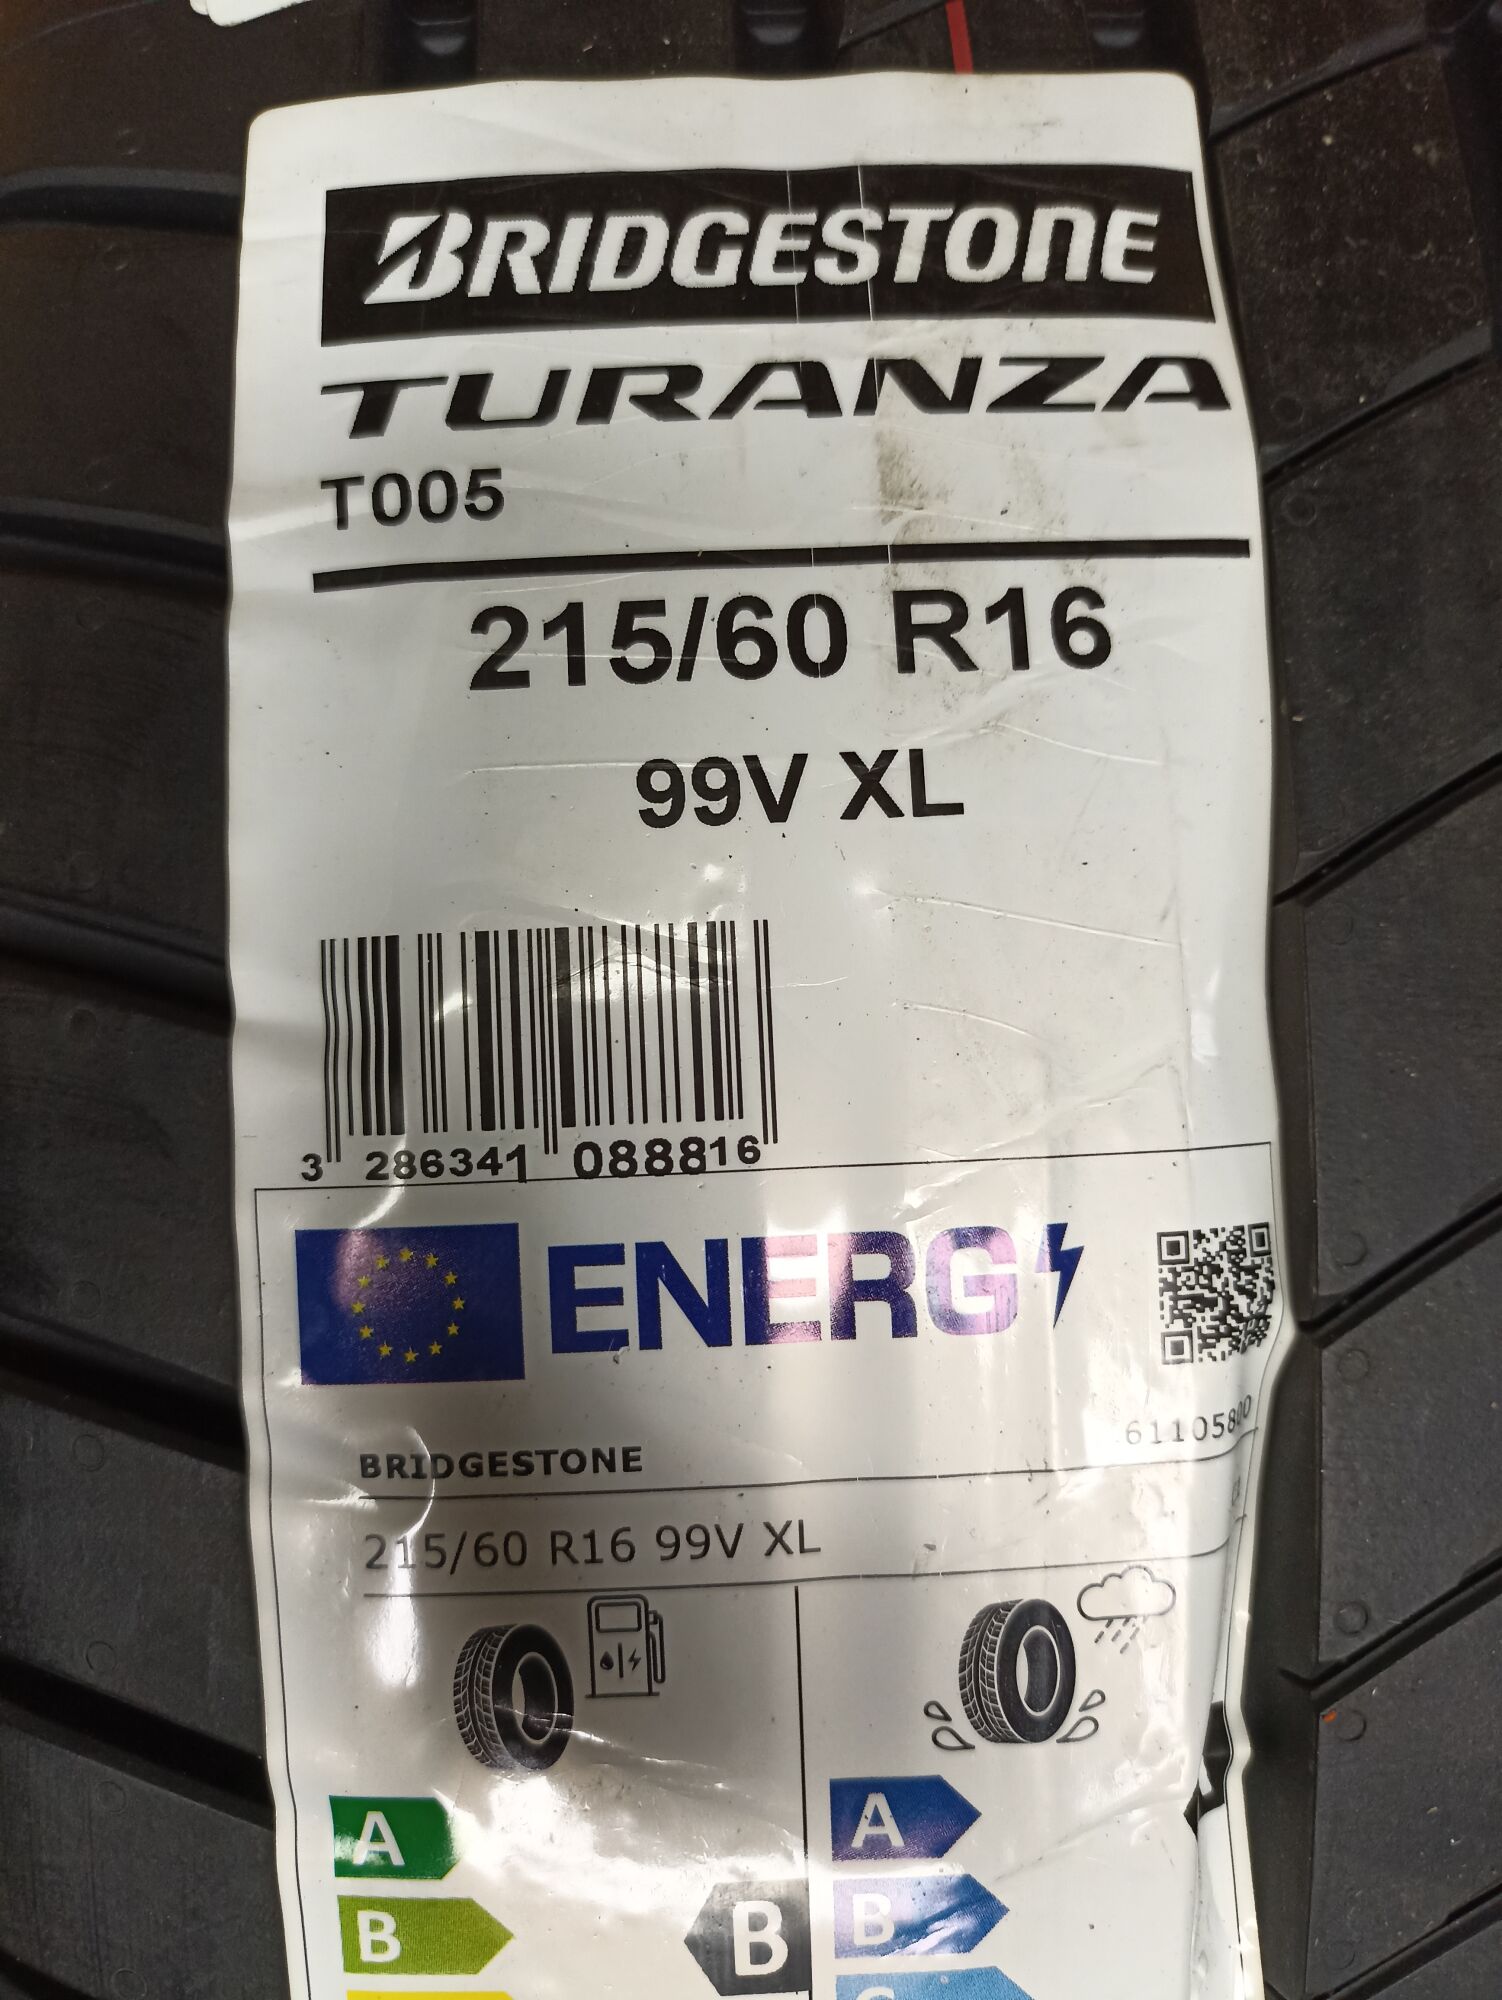 BRIDGESTONE
TURANZA
T005
215/60 R16
99V XL
3 286341 088816
ENERG
BRIDGESTONE
215/60 R16 99V XL
A
B
B
A
B
A